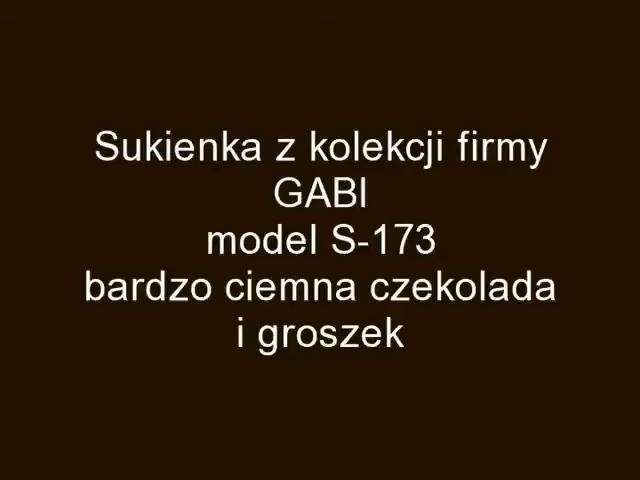 Sukienka z kolekcji firmy
GABI
model S-173
bardzo ciemna czekolada
i groszek